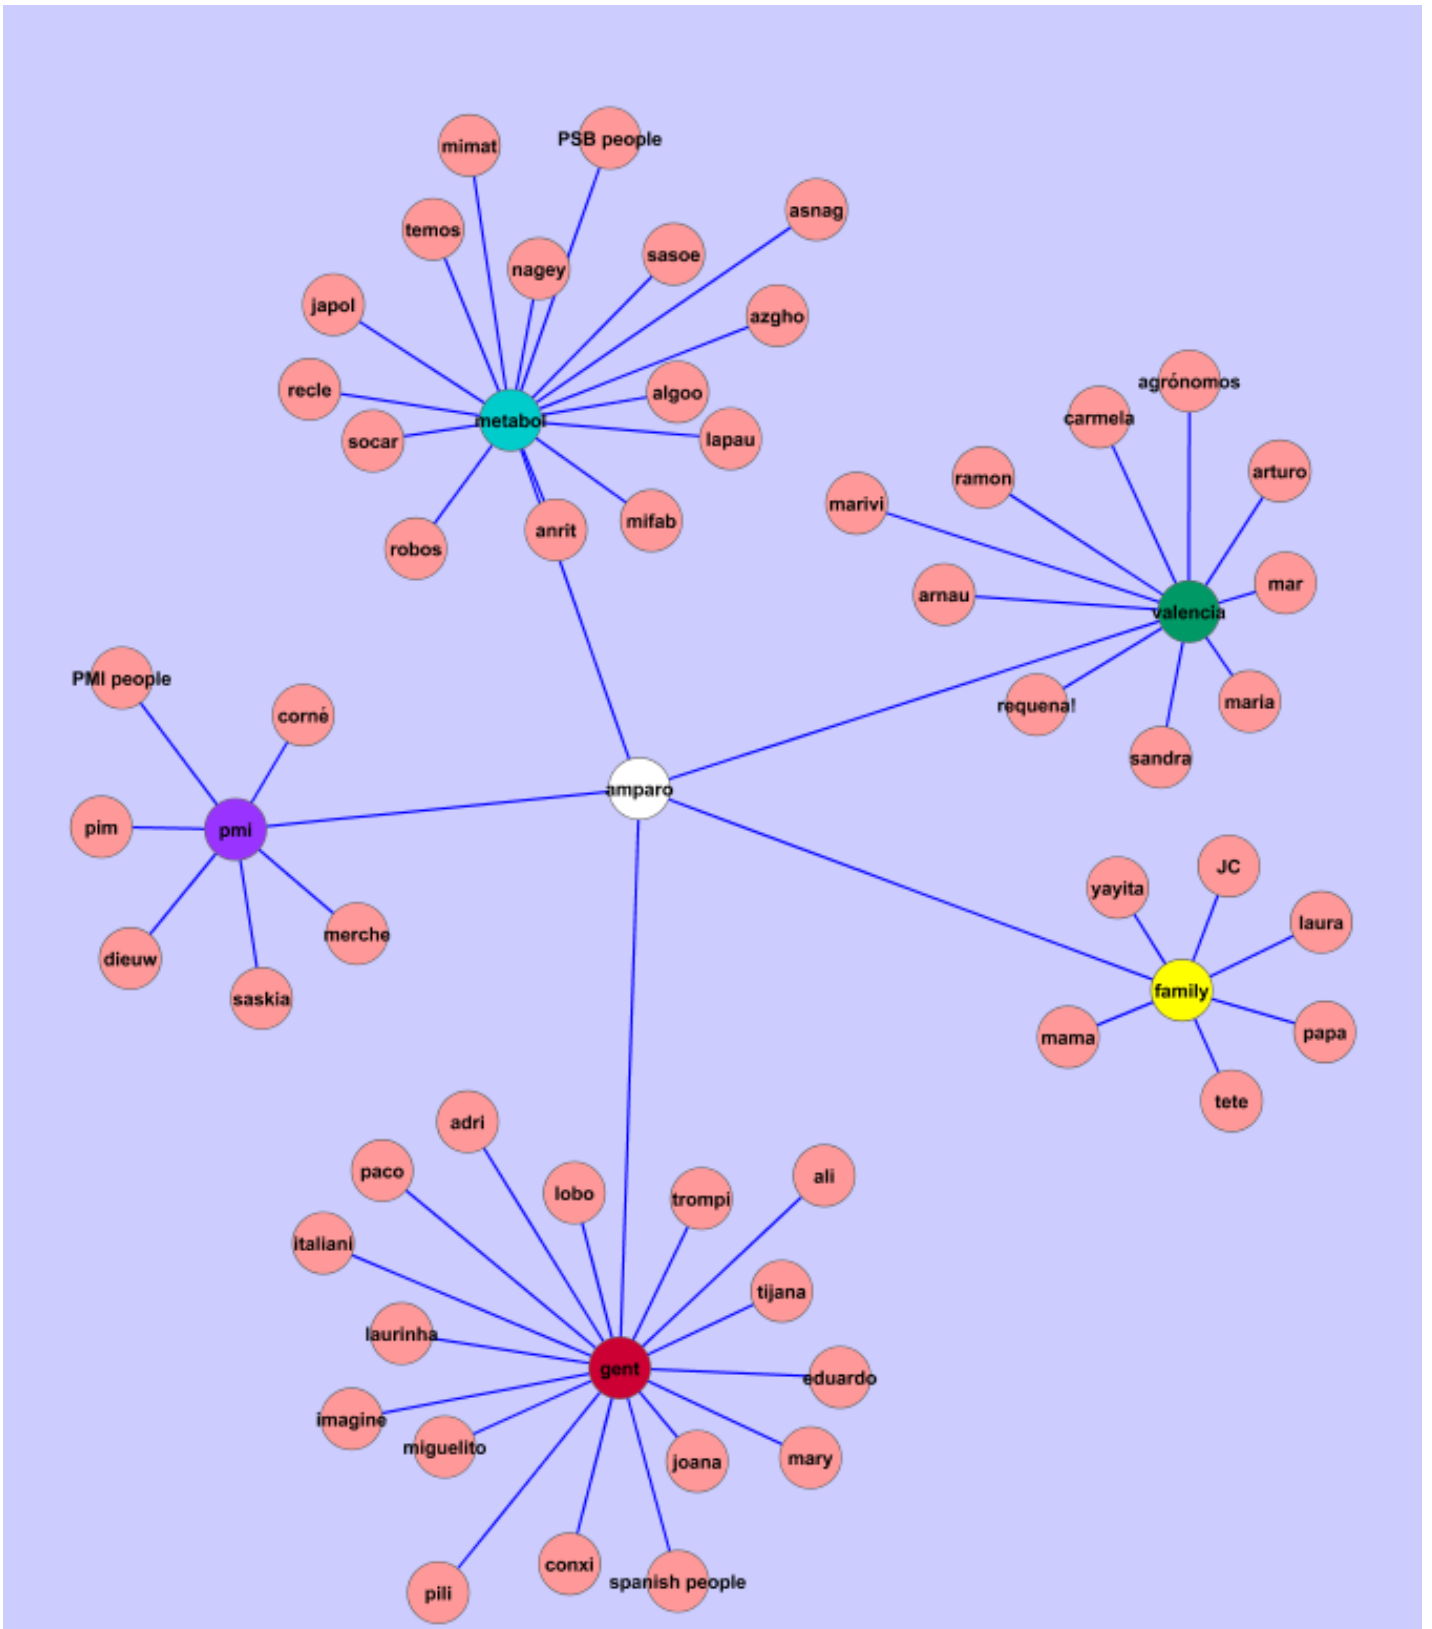 PSB people
mimat
asnag
temos
sasoe
nagey
japol
azgho
recle
algoo
metabol
socar
lapau
anrit
mifab
robos
agrónomos
carmela
arturo
ramon
marivi
mar
arnau
valencia
maria
requena!
sandra
PMI people
corné
amparo
pim
pmi
merche
dieuw
saskia
JC
yayita
laura
family
papa
mama
tete
adri
paco
ali
lobo
trompi
italiani
tijana
laurinha
gent
eduardo
imagine
miguelito
mary
joana
conxi
spanish people
pili